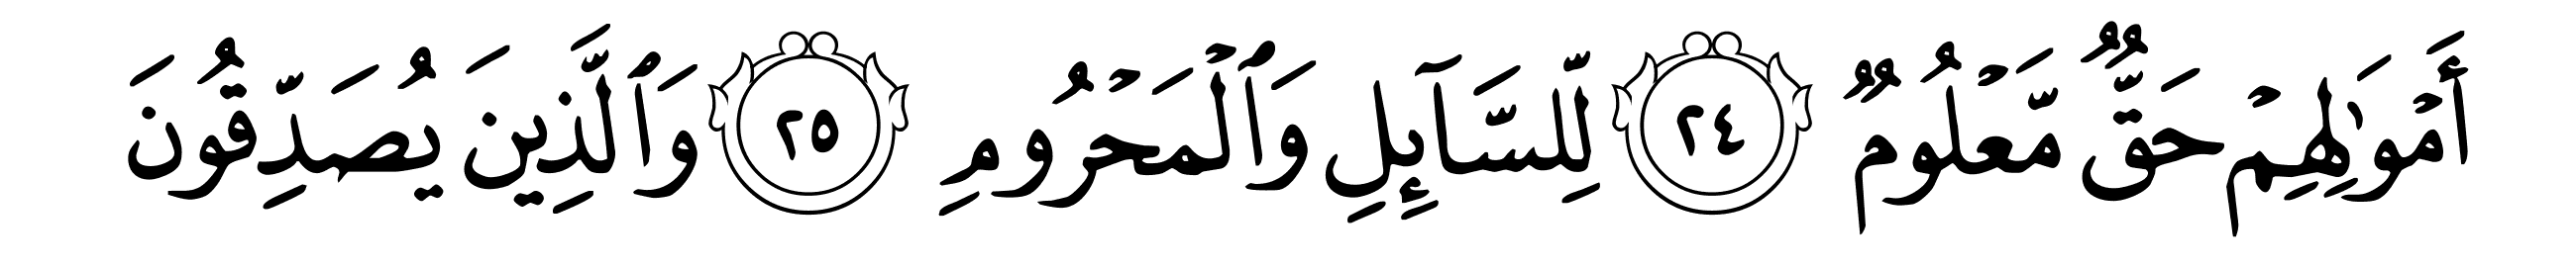 أَمْوَٰلِهِمْ حَقٌّ مَّعْلُومٌ ٢٤ لِّلسَّآئِلِ وَٱلْمَحْرُومِ ٢٥ وَٱلَّذِينَ يُصَدِّقُونَ